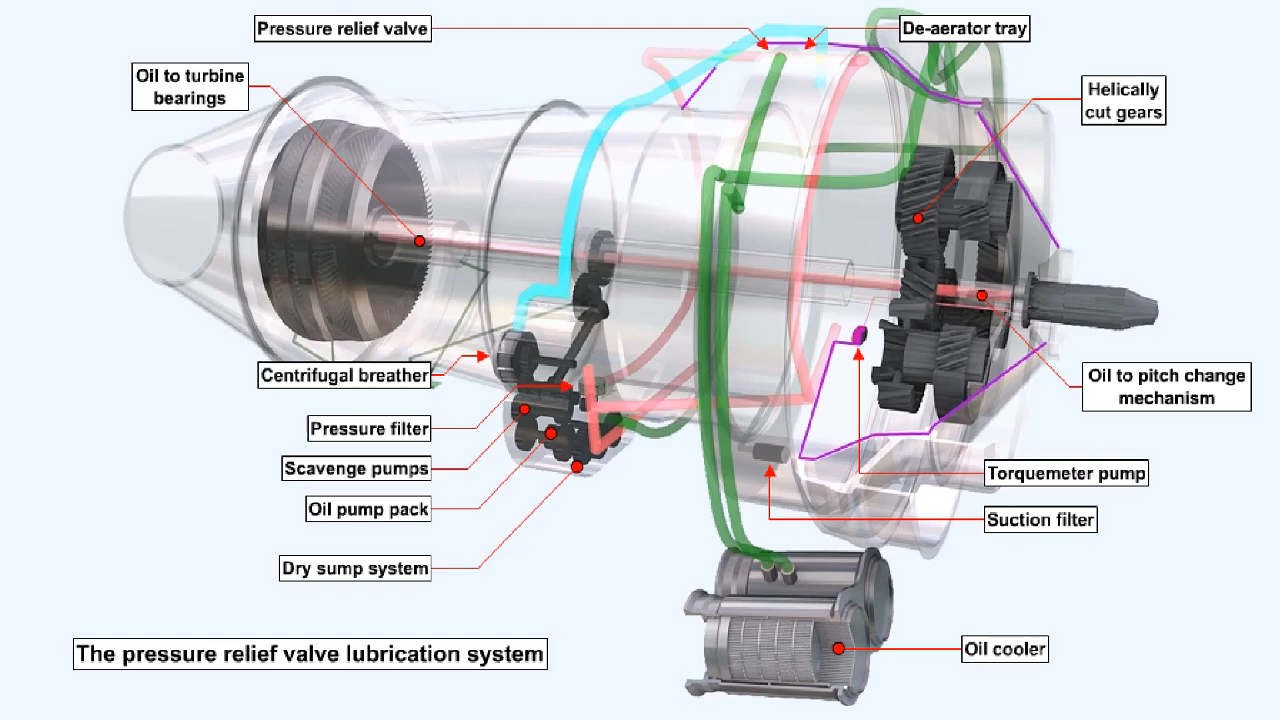 Pressure relief valve
De-aerator tray
Oil to turbine
bearings
Helically
cut gears
Centrifugal breather
Oil to pitch change
mechanism
Pressure filter
Scavenge pumps
Torquemeter pump
Oil pump pack
Suction filter
Dry sump system
The pressure relief valve lubrication system
Oil cooler